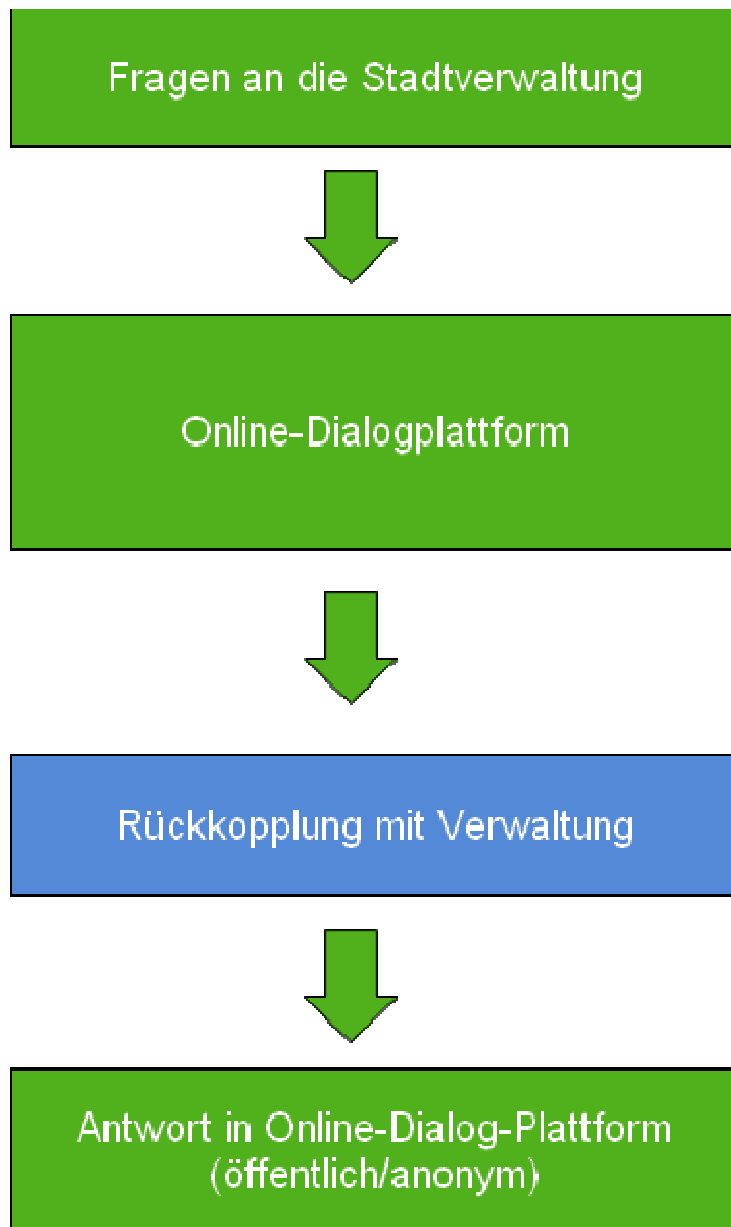 Fragen an die Stadtverwaltung
Online-Dialogplattform
Rückkopplung mit Verwaltung
Antwort in Online-Dialog-Plattform
(öffentlich/anonym)